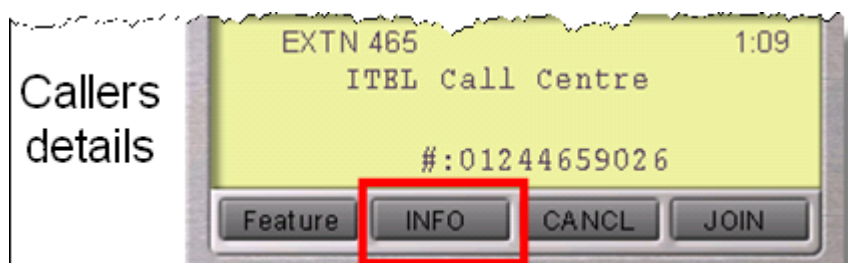 EXTN 465 1:09
Callers
details
ITEL Call Centre
#:01244659026
Feature INFO CANCL JOIN